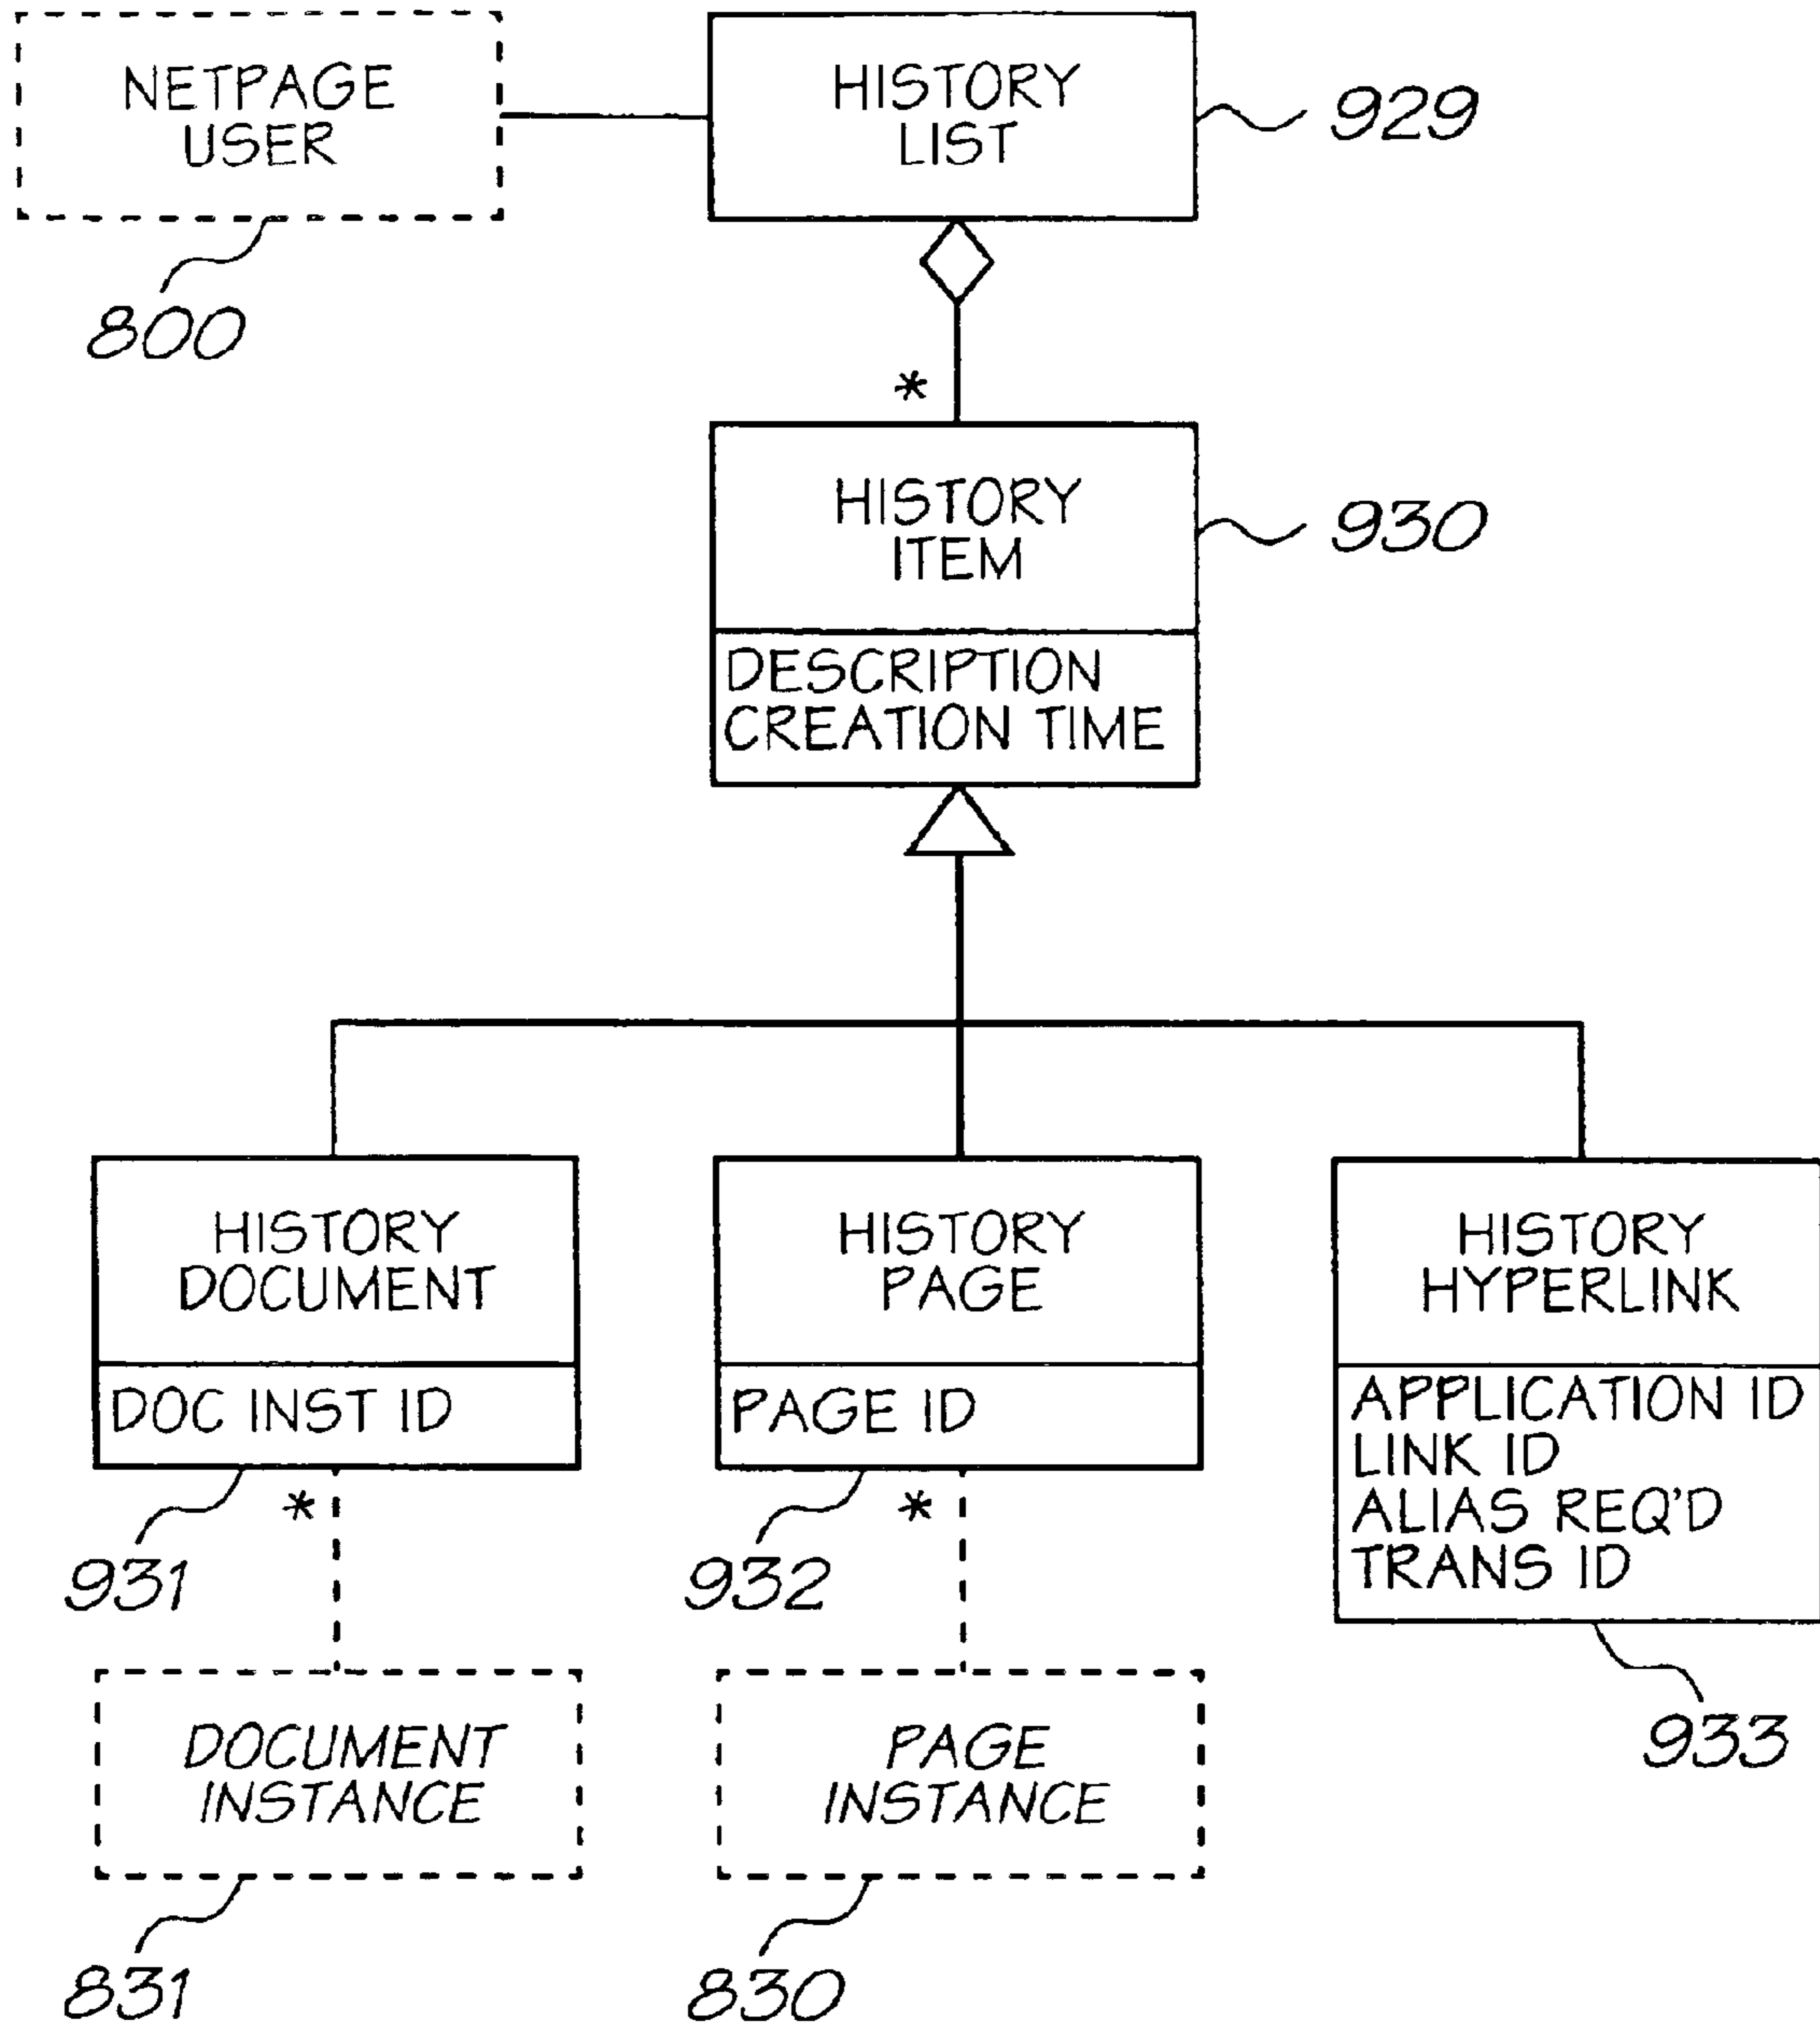 NETPAGE
USER
800
HISTORY
LIST
929
*
HISTORY
ITEM
930
DESCRIPTION
CREATION TIME
HISTORY
DOCUMENT
DOC INST ID
931
*
HISTORY
PAGE
PAGE ID
932
*
HISTORY
HYPERLINK
APPLICATION ID
LINK ID
ALIAS REQ'D
TRANS ID
933
DOCUMENT
INSTANCE
831
PAGE
INSTANCE
830